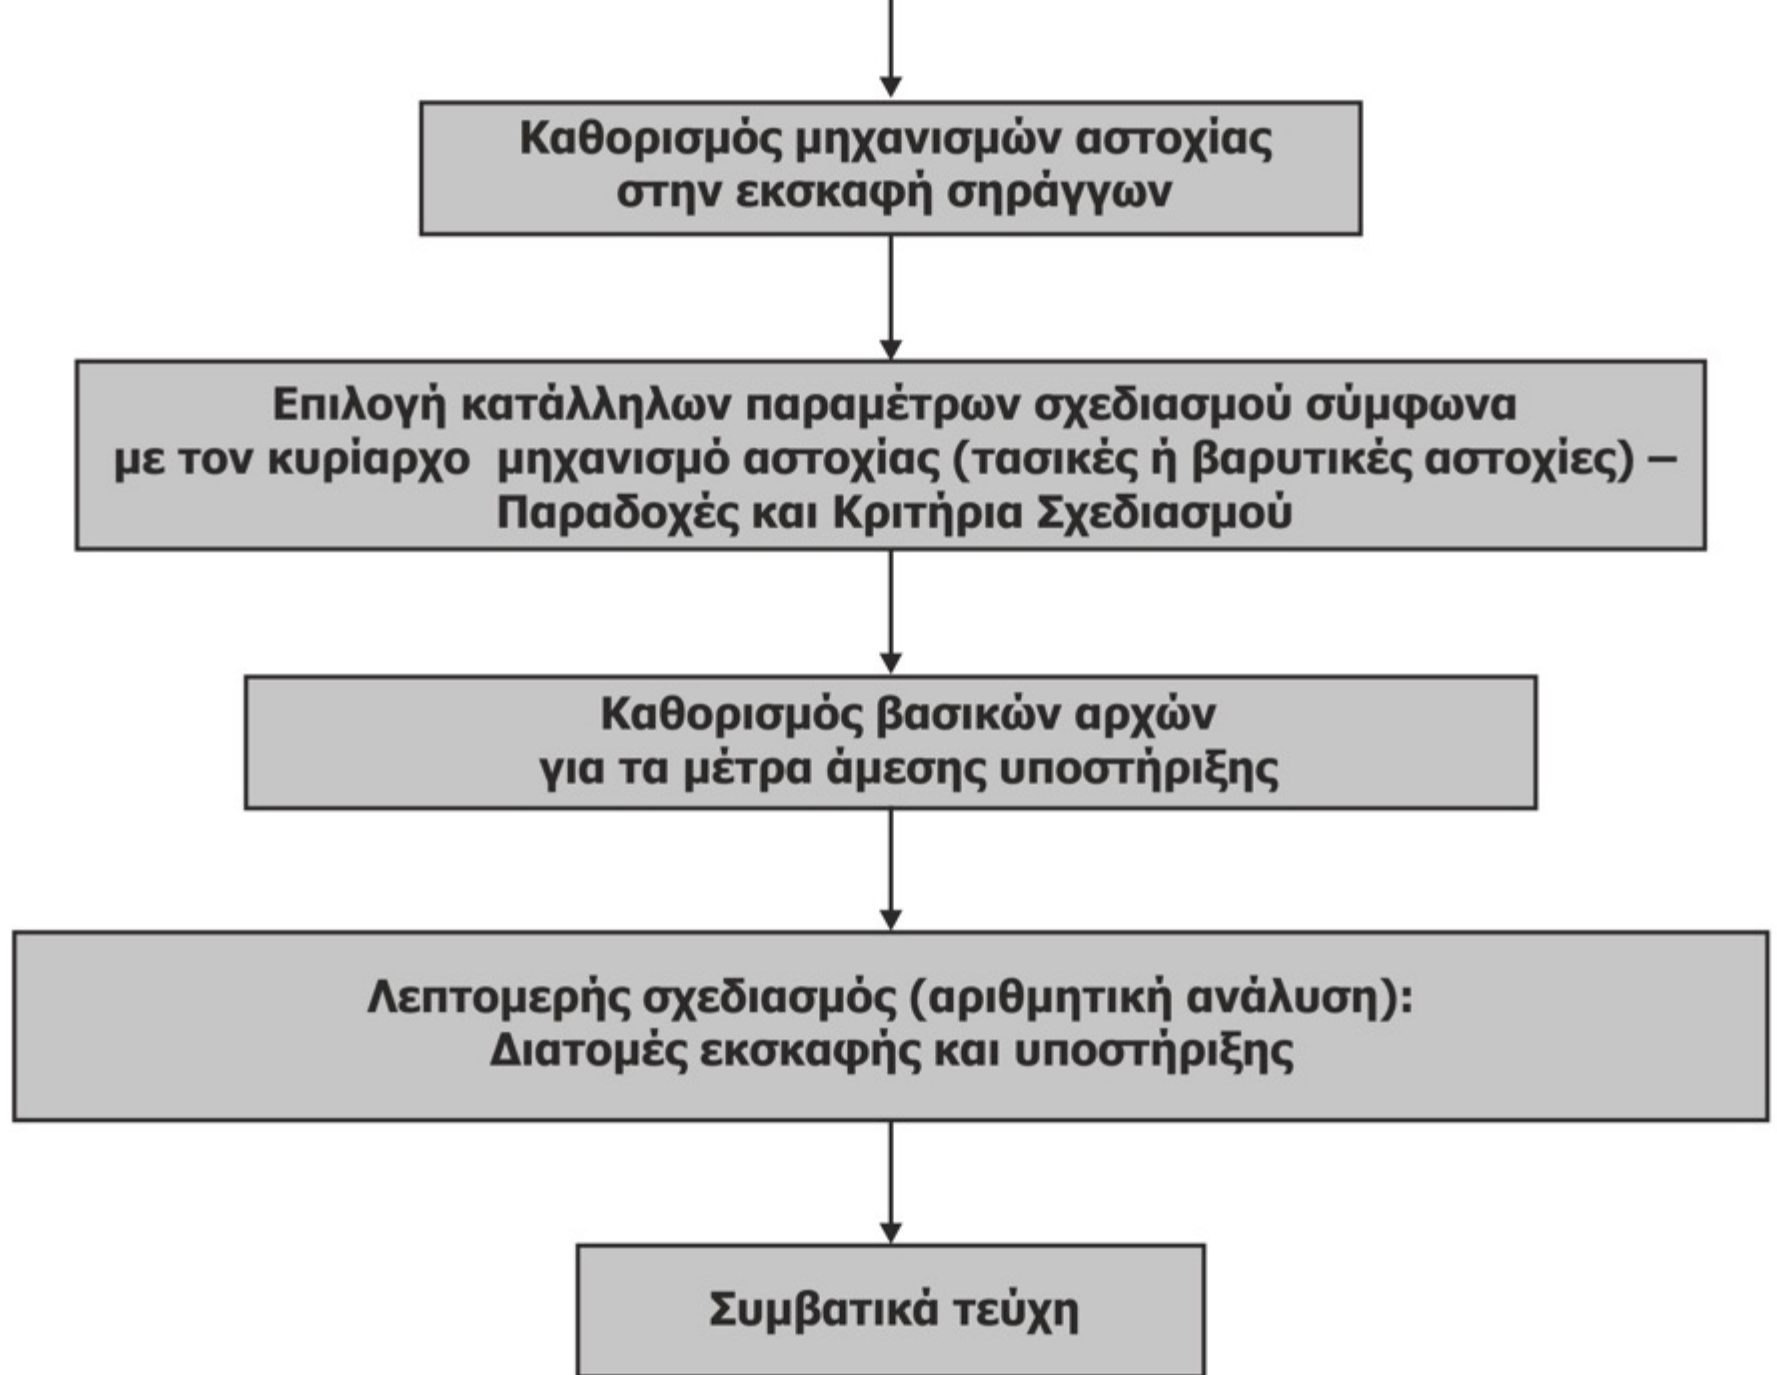 Καθορισμός μηχανισμών αστοχίας
στην εκσκαφή σηράγγων
Επιλογή κατάλληλων παραμέτρων σχεδιασμού σύμφωνα
με τον κυρίαρχο μηχανισμό αστοχίας (τασικές ή βαρυτικές αστοχίες) –
Παραδοχές και Κριτήρια Σχεδιασμού
Καθορισμός βασικών αρχών
για τα μέτρα άμεσης υποστήριξης
Λεπτομερής σχεδιασμός (αριθμητική ανάλυση):
Διατομές εκσκαφής και υποστήριξης
Συμβατικά τεύχη